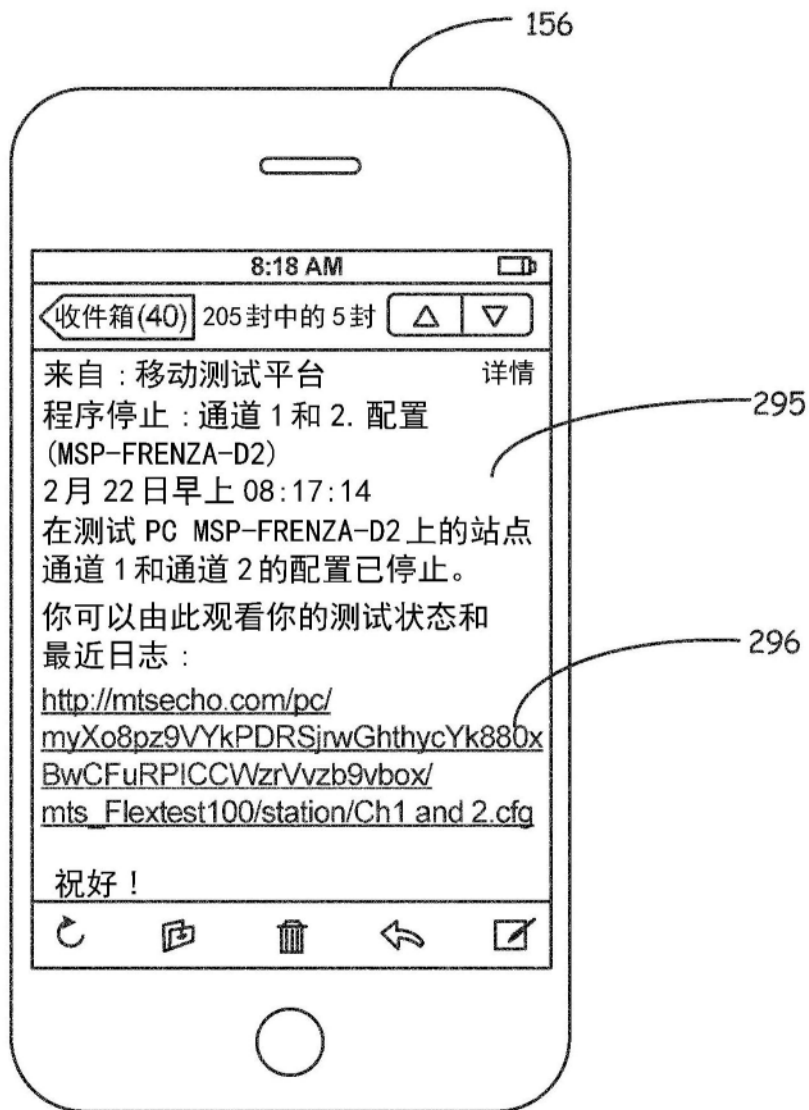 156
8:18 AM
收件箱(40) 205封中的5封
来自:移动测试平台 详情
程序停止:通道1和2.配置
(MSP-FRENZA-D2)
2月22日早上08:17:14
在测试PC MSP-FRENZA-D2上的站点
通道1和通道2的配置已停止。
你可以由此观看你的测试状态和
最近日志:
http://mtsecho.com/pc/
myXo8pz9VYkPDRSjrwGhthycYk880x
BwCFuRPICCWzrVvzb9vbox/
mts_Flextest100/station/Ch1 and 2.cfg
祝好!
295
296